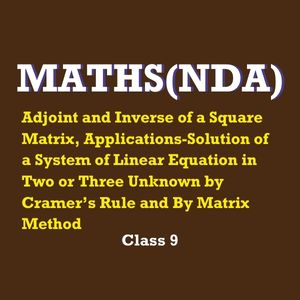 MATHS(NDA)
Adjoint and Inverse of a Square
Matrix, Applications-Solution of
a System of Linear Equation in
Two or Three Unknown by
Cramer's Rule and By Matrix
Method
Class 9